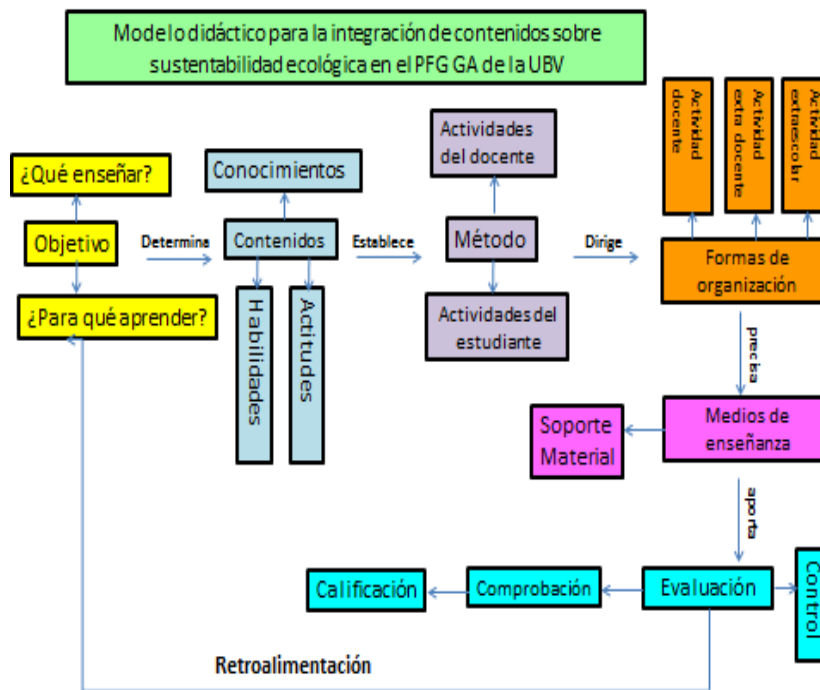 Modelo didáctico para la integración de contenidos sobre
sustentabilidad ecológica en el PFG GA de la UBV
¿Qué enseñar?
Objetivo
¿Para qué aprender?
Determina
Conocimientos
Contenidos
Habilidades
Actitudes
Establece
Actividades
del docente
Método
Actividades del
estudiante
Dirige
Actividad
docente
Actividad
extra docente
Actividad
extraescolar
Formas de
organización
precisa
Medios de
enseñanza
Soporte
Material
aporta
Evaluación
Comprobación
Calificación
Control
Retroalimentación